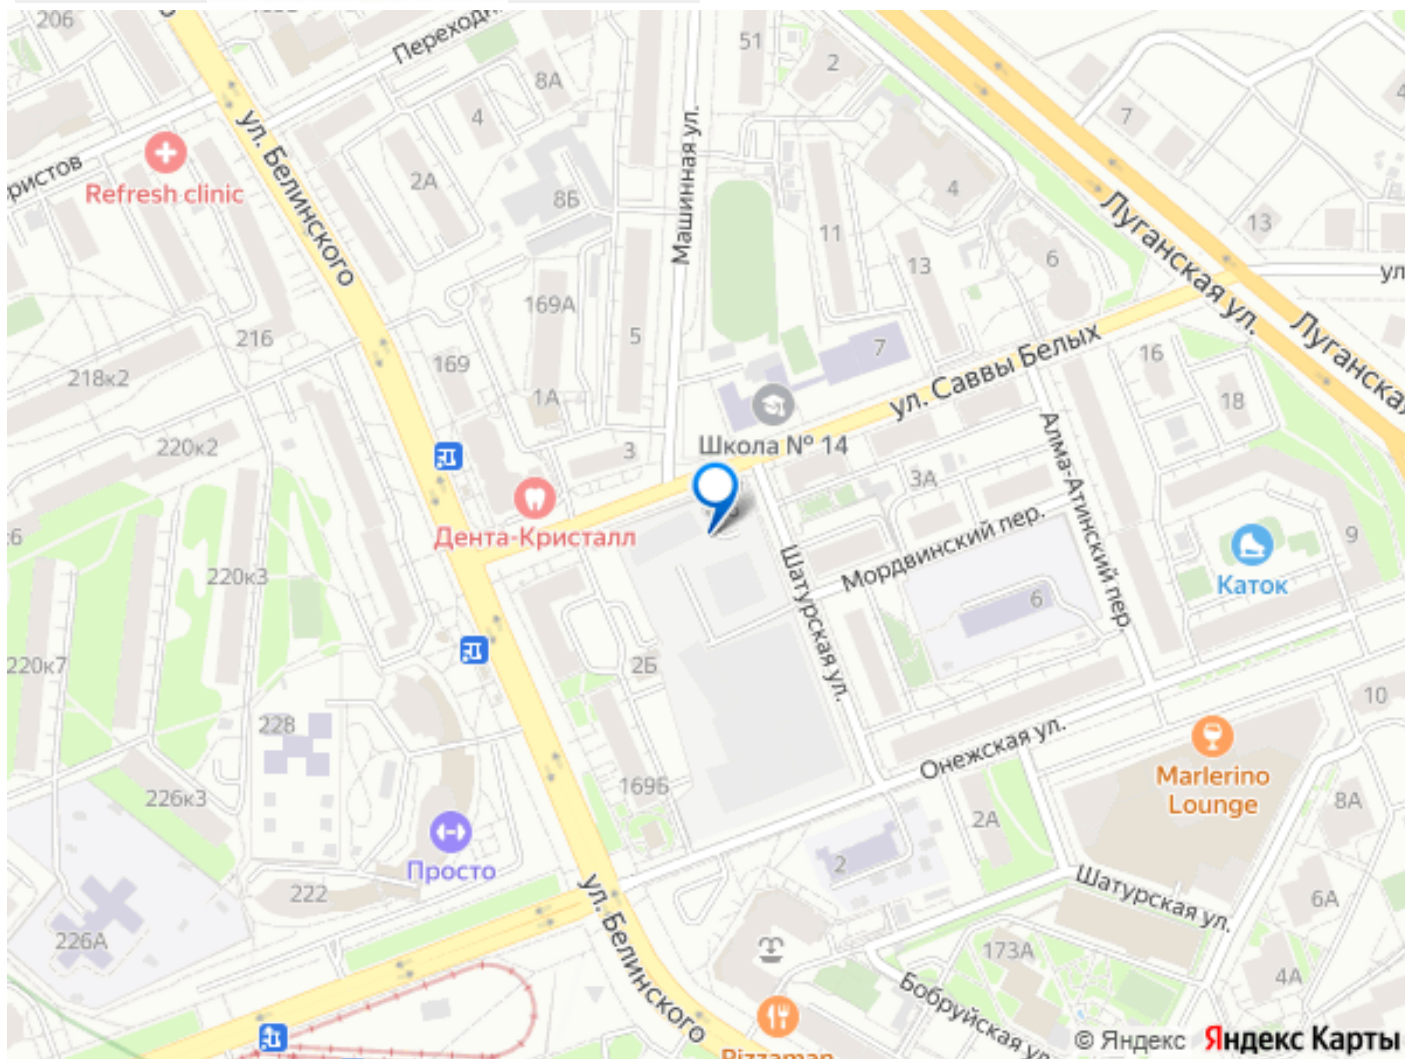 206
Переходн
51
2
8А
4
7
ул. Белинского
ристов
Refresh clinic
2А
8Б
Машинная ул.
4
11
13
6
13
Луганская ул.
ул
Луганская
169А
5
216
218к2
169
7
1А
ул. Саввы Белых
16
18
220к2
3
Школа № 14
3А
Алма-Атинский пер.
Дента-Кристалл
Мордвинский пер.
9
Каток
220к3
6
Шатурская ул.
220к7
2Б
228
10
Онежская ул.
Marlerino
Lounge
226к3
169Б
8А
2А
Просто
2
222
Шатурская ул.
6А
226А
ул. Белинского
173А
4А
Бобруйская ул.
Pizzaman
© Яндекс Яндекс Карты